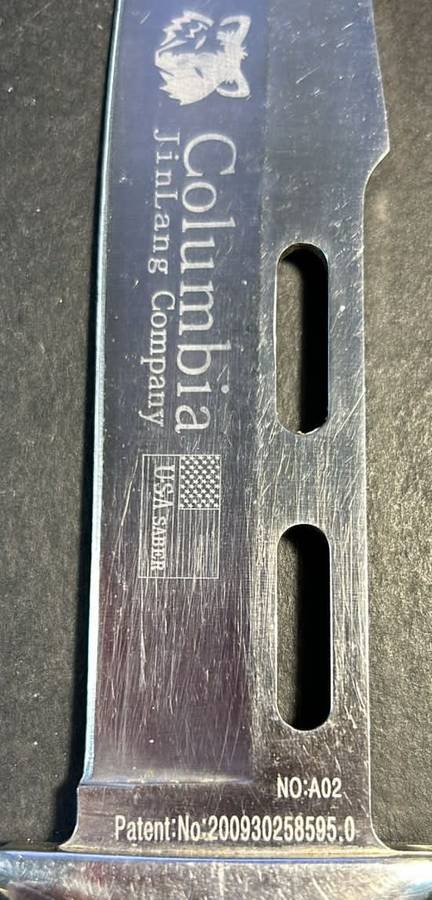 Columbia
JinLang Company
USA SABER
NO:A02
Patent:No:200930258595.0